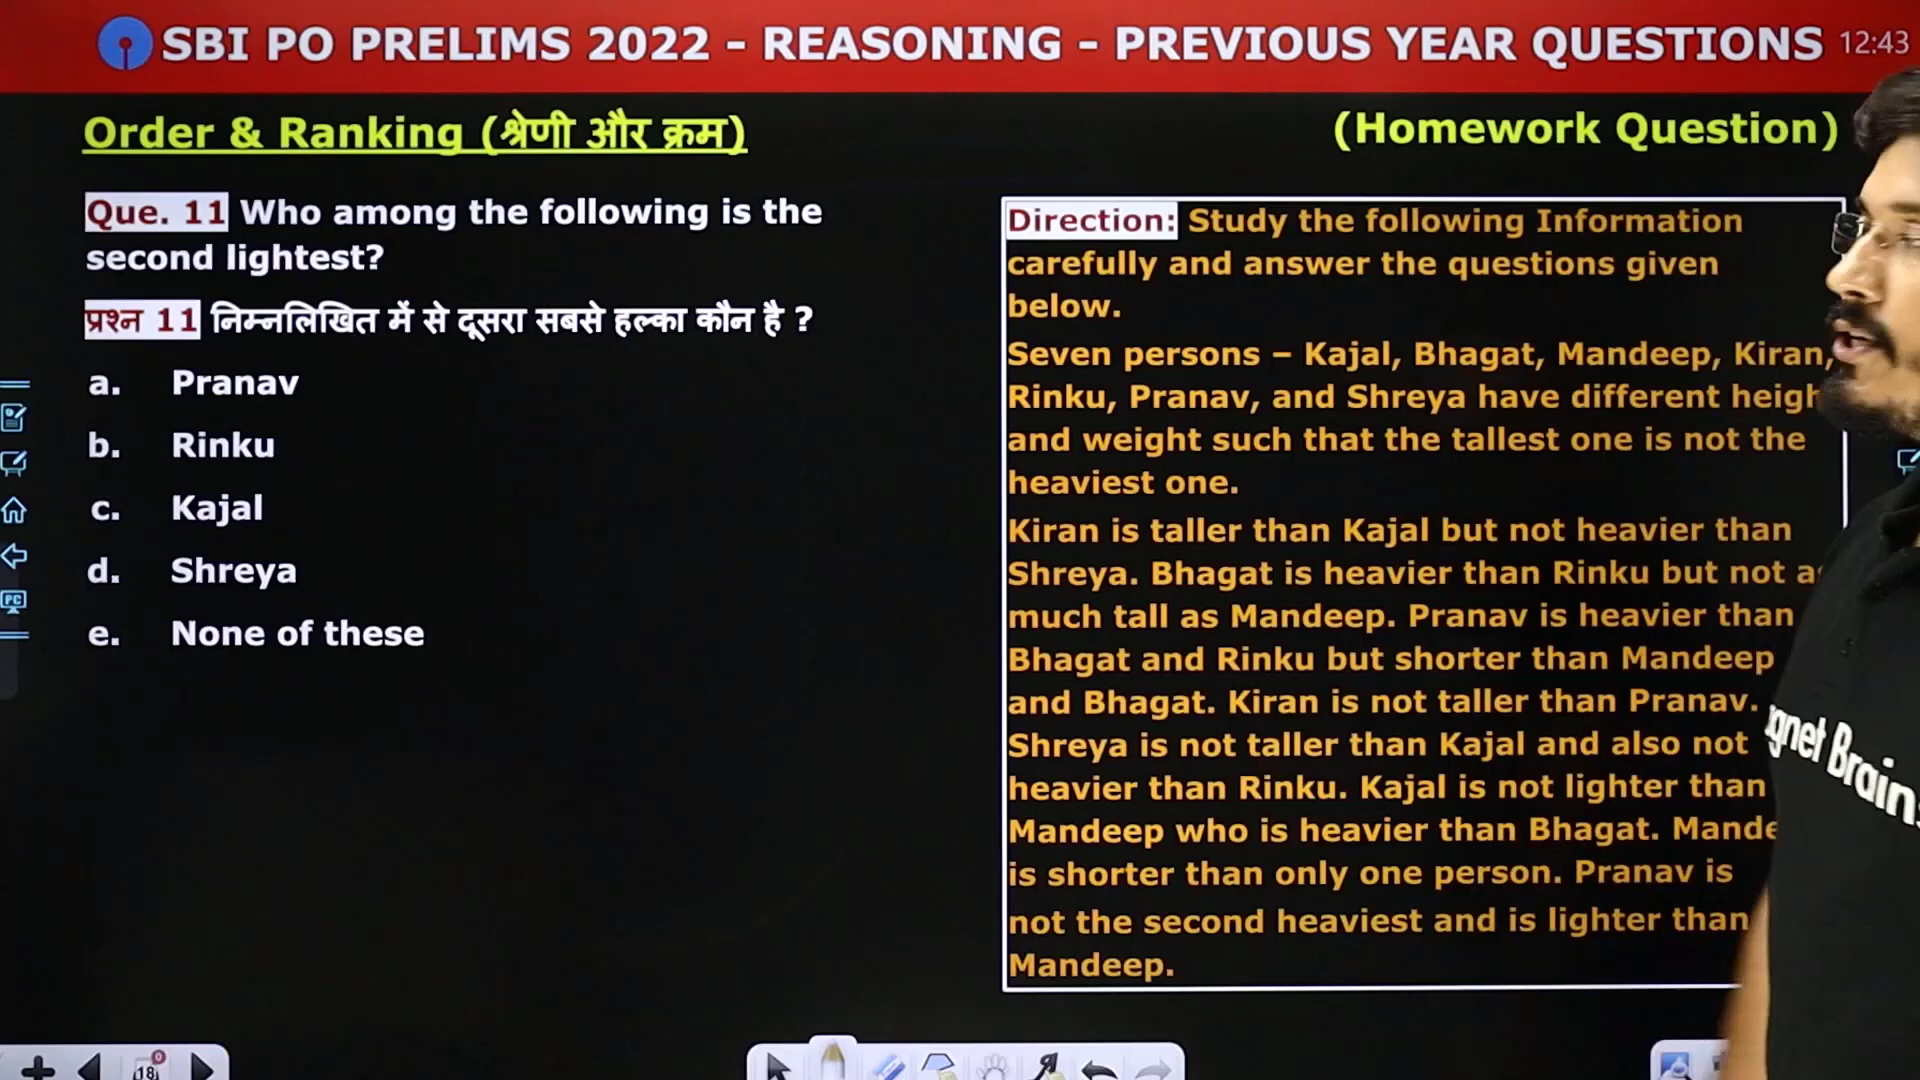 SBI PO PRELIMS 2022 - REASONING - PREVIOUS YEAR QUESTIONS 12:43
Order & Ranking (श्रेणी और क्रम)
(Homework Question)
Que. 11 Who among the following is the
second lightest?
प्रश्न 11 निम्नलिखित में से दूसरा सबसे हल्का कौन है ?
a. Pranav
b. Rinku
c. Kajal
d. Shreya
e. None of these
Direction: Study the following Information
carefully and answer the questions given
below.
Seven persons – Kajal, Bhagat, Mandeep, Kiran,
Rinku, Pranav, and Shreya have different heigh
and weight such that the tallest one is not the
heaviest one.
Kiran is taller than Kajal but not heavier than
Shreya. Bhagat is heavier than Rinku but not a
much tall as Mandeep. Pranav is heavier than
Bhagat and Rinku but shorter than Mandeep
and Bhagat. Kiran is not taller than Pranav.
Shreya is not taller than Kajal and also not
heavier than Rinku. Kajal is not lighter than
Mandeep who is heavier than Bhagat. Mande
is shorter than only one person. Pranav is
not the second heaviest and is lighter than
Mandeep.
gnet Brains
PC
18
0